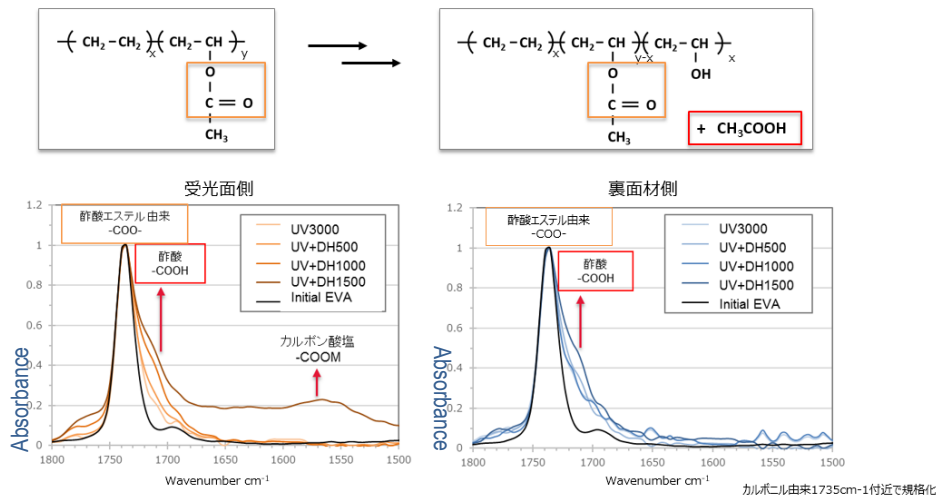 ─(CH₂─CH₂)x(CH₂─CH)y─
O
C ═ O
CH₃
─(CH₂─CH₂)x(CH₂─CH)y-x(CH₂─CH)x─
O
OH
C ═ O
CH₃
+ CH₃COOH
受光面側
1.2
1
0.8
0.6
0.4
0.2
0
酢酸エステル由来
-COO-
酢酸
-COOH
UV3000
UV+DH500
UV+DH1000
UV+DH1500
Initial EVA
カルボン酸塩
-COOM
Absorbance
1800
1750
1700
1650
1600
1550
1500
Wavenumber cm⁻¹
裏面材側
1.2
1
0.8
0.6
0.4
0.2
0
酢酸エステル由来
-COO-
酢酸
-COOH
UV3000
UV+DH500
UV+DH1000
UV+DH1500
Initial EVA
Absorbance
1800
1750
1700
1650
1600
1550
1500
Wavenumber cm⁻¹
カルボニル由来1735cm-1付近で規格化